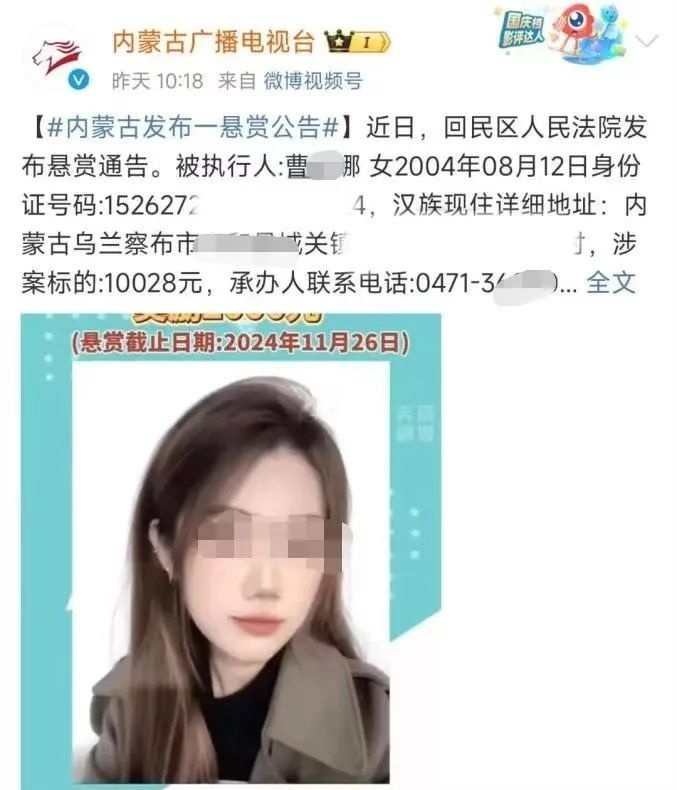 内蒙古广播电视台
I
国庆档
影评达人
昨天 10:18 来自 微博视频号
【#内蒙古发布一悬赏公告#】近日，回民区人民法院发
布悬赏通告。被执行人:曹 娜 女2004年08月12日身份
证号码:1526272 4，汉族现住详细地址：内
蒙古乌兰察布市 城关镇 村，涉
案标的:10028元，承办人联系电话:0471-3 0... 全文
(悬赏截止日期:2024年11月26日)